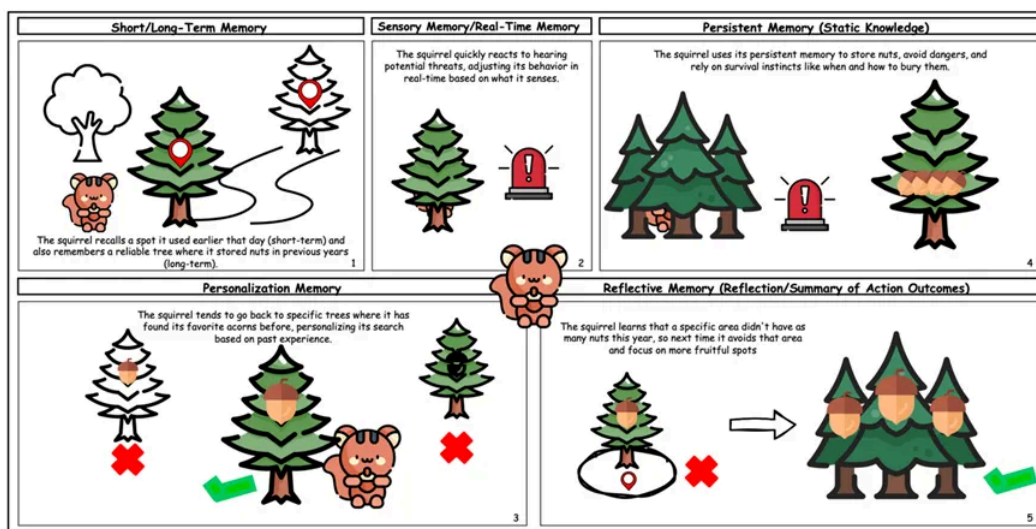 Short/Long-Term Memory
The squirrel recalls a spot it used earlier that day (short-term) and
also remembers a reliable tree where it stored nuts in previous years
(long-term).
1
Sensory Memory/Real-Time Memory
The squirrel quickly reacts to hearing
potential threats, adjusting its behavior in
real-time based on what it senses.
2
Persistent Memory (Static Knowledge)
The squirrel uses its persistent memory to store nuts, avoid dangers, and
rely on survival instincts like when and how to bury them.
4
Personalization Memory
The squirrel tends to go back to specific trees where it has
found its favorite acorns before, personalizing its search
based on past experience.
3
Reflective Memory (Reflection/Summary of Action Outcomes)
The squirrel learns that a specific area didn't have as
many nuts this year, so next time it avoids that area
and focus on more fruitful spots
5